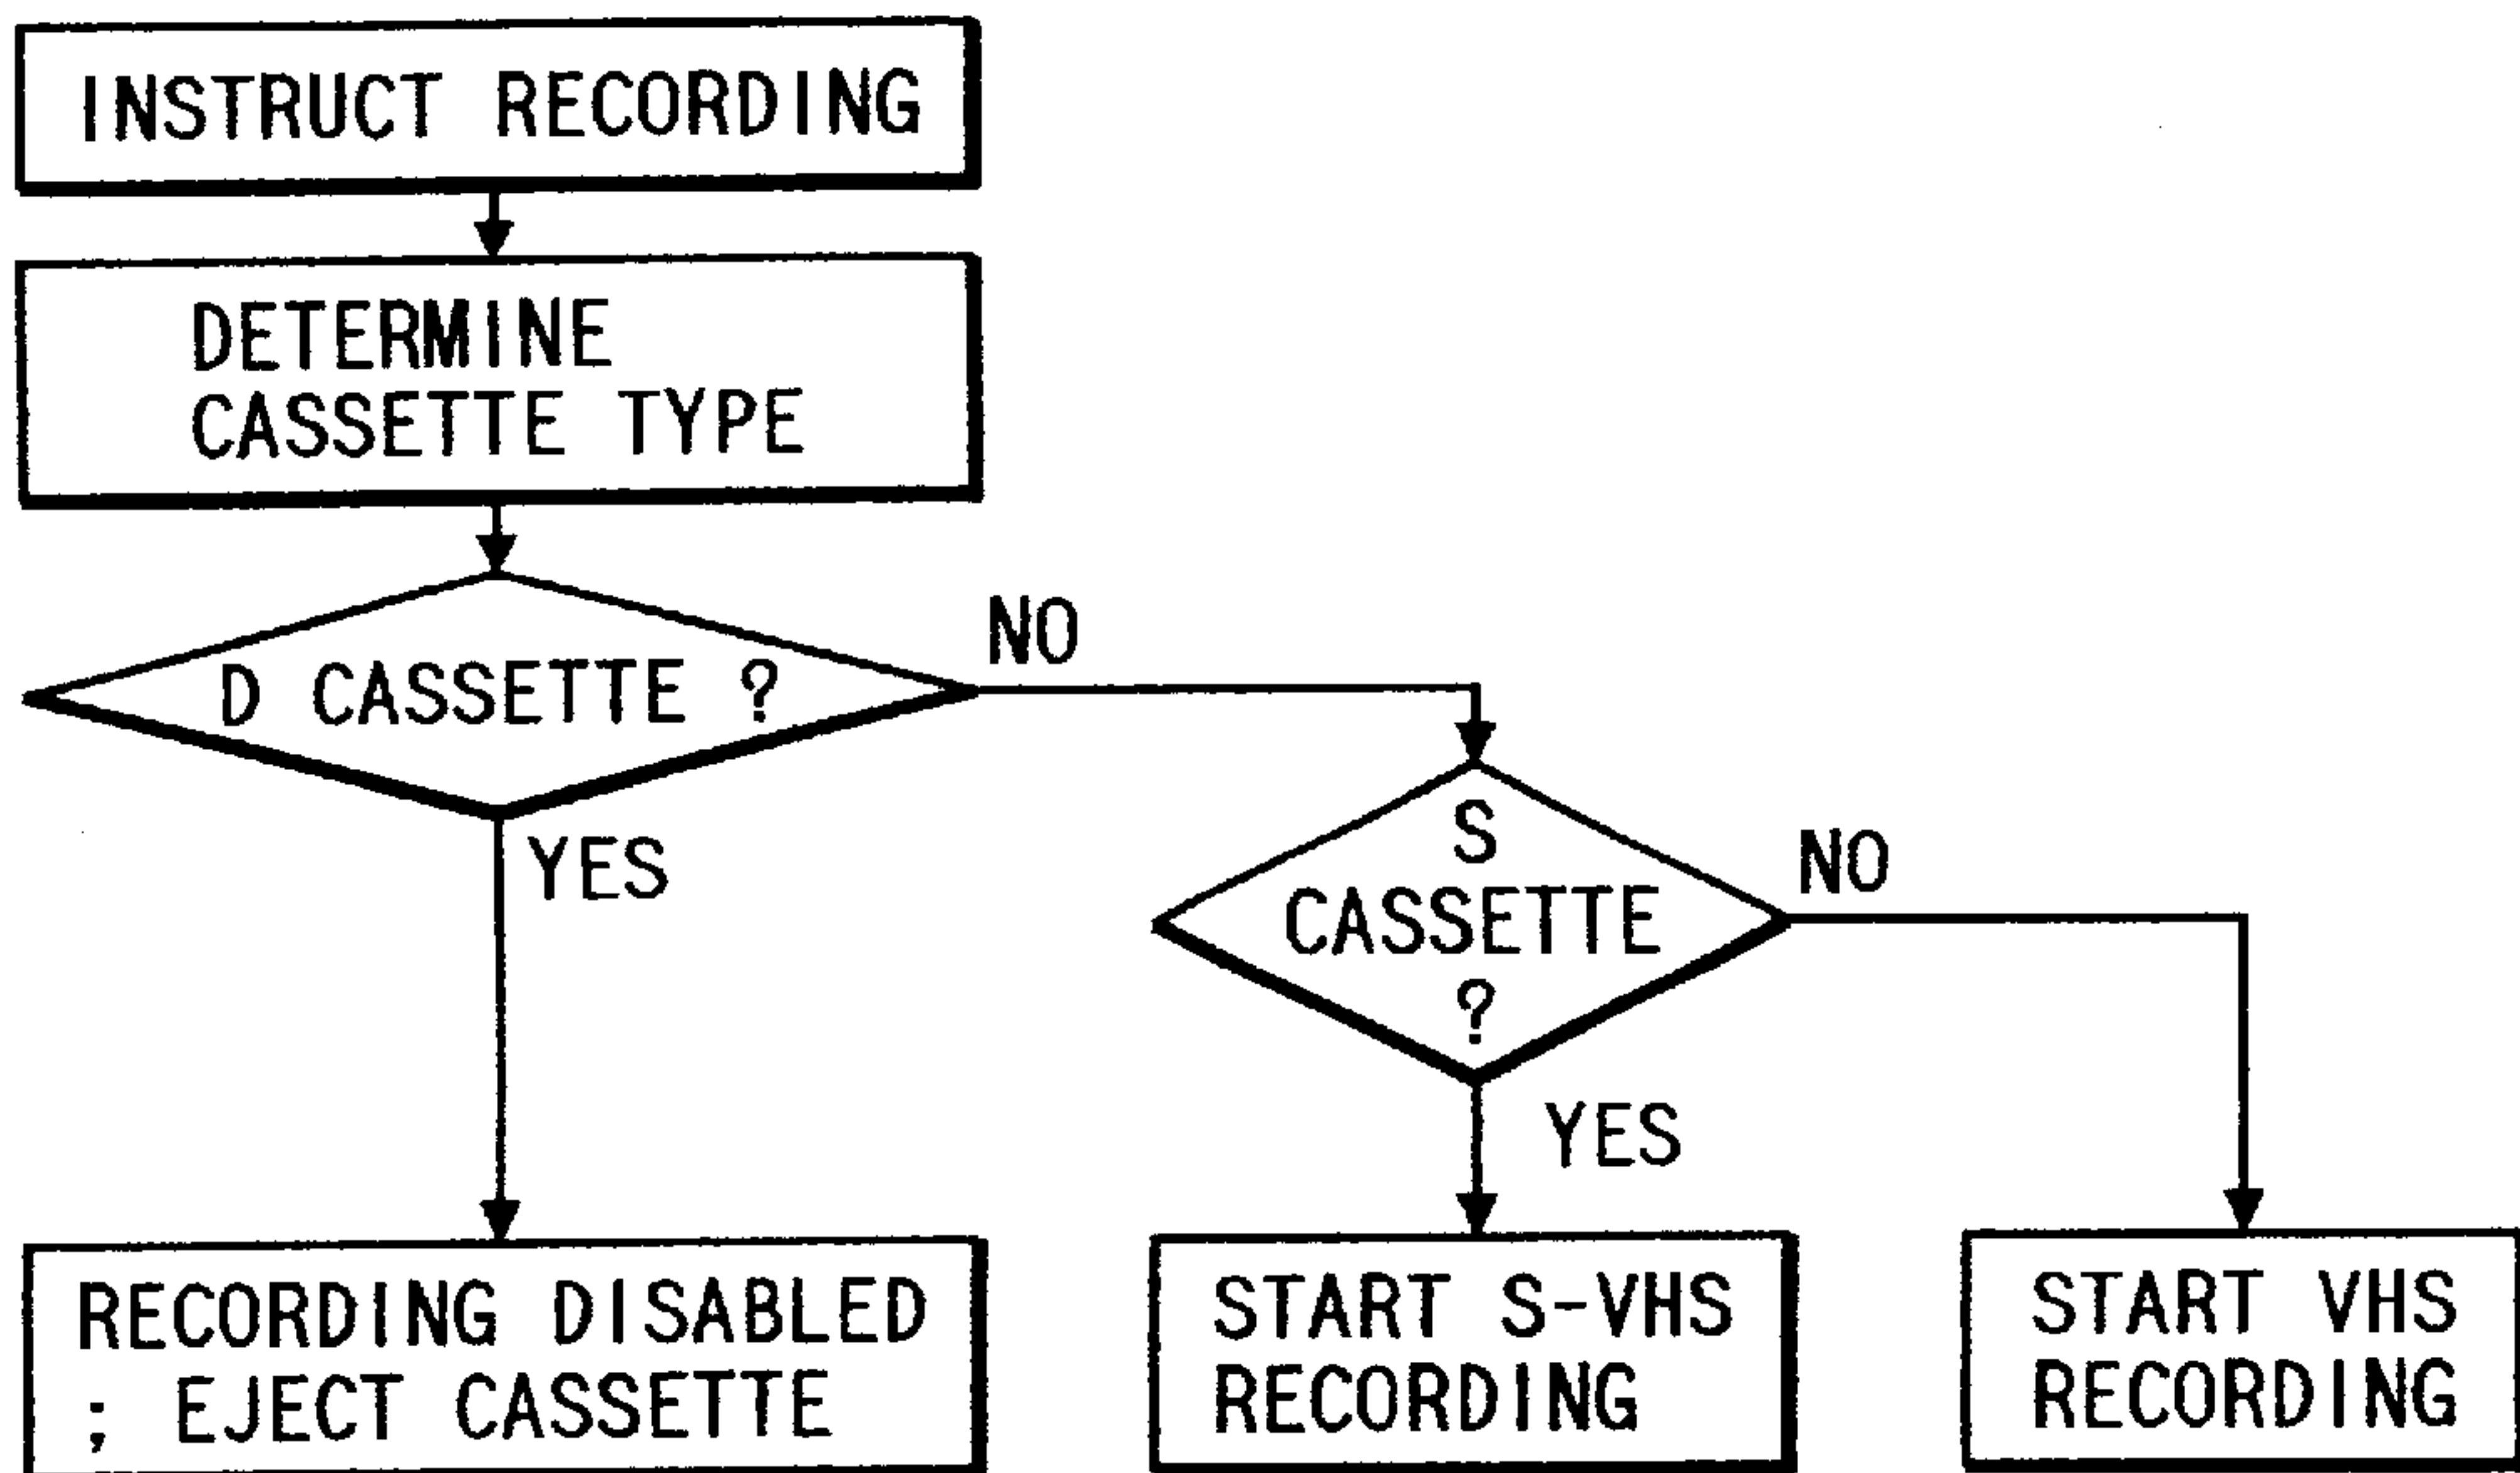 INSTRUCT RECORDING
DETERMINE
CASSETTE TYPE
D CASSETTE ?
NO
YES
S
CASSETTE
?
NO
YES
RECORDING DISABLED
; EJECT CASSETTE
START S-VHS
RECORDING
START VHS
RECORDING